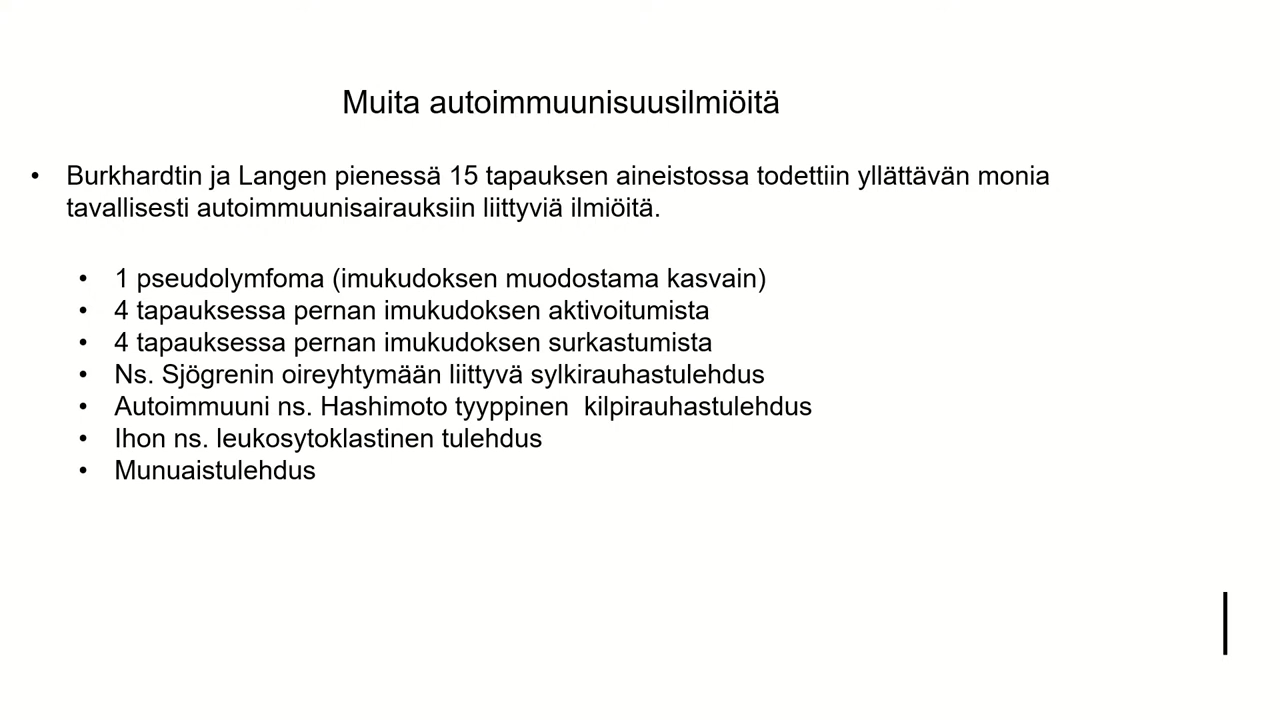 Muita autoimmuunisuusilmiöitä
• Burkhardtin ja Langen pienessä 15 tapauksen aineistossa todettiin yllättävän monia
tavallisesti autoimmuunisairauksiin liittyviä ilmiöitä.
• 1 pseudolymfoma (imukudoksen muodostama kasvain)
• 4 tapauksessa pernan imukudoksen aktivoitumista
• 4 tapauksessa pernan imukudoksen surkastumista
• Ns. Sjögrenin oireyhtymään liittyvä sylkirauhastulehdus
• Autoimmuuni ns. Hashimoto tyyppinen  kilpirauhastulehdus
• Ihon ns. leukosytoklastinen tulehdus
• Munuaistulehdus